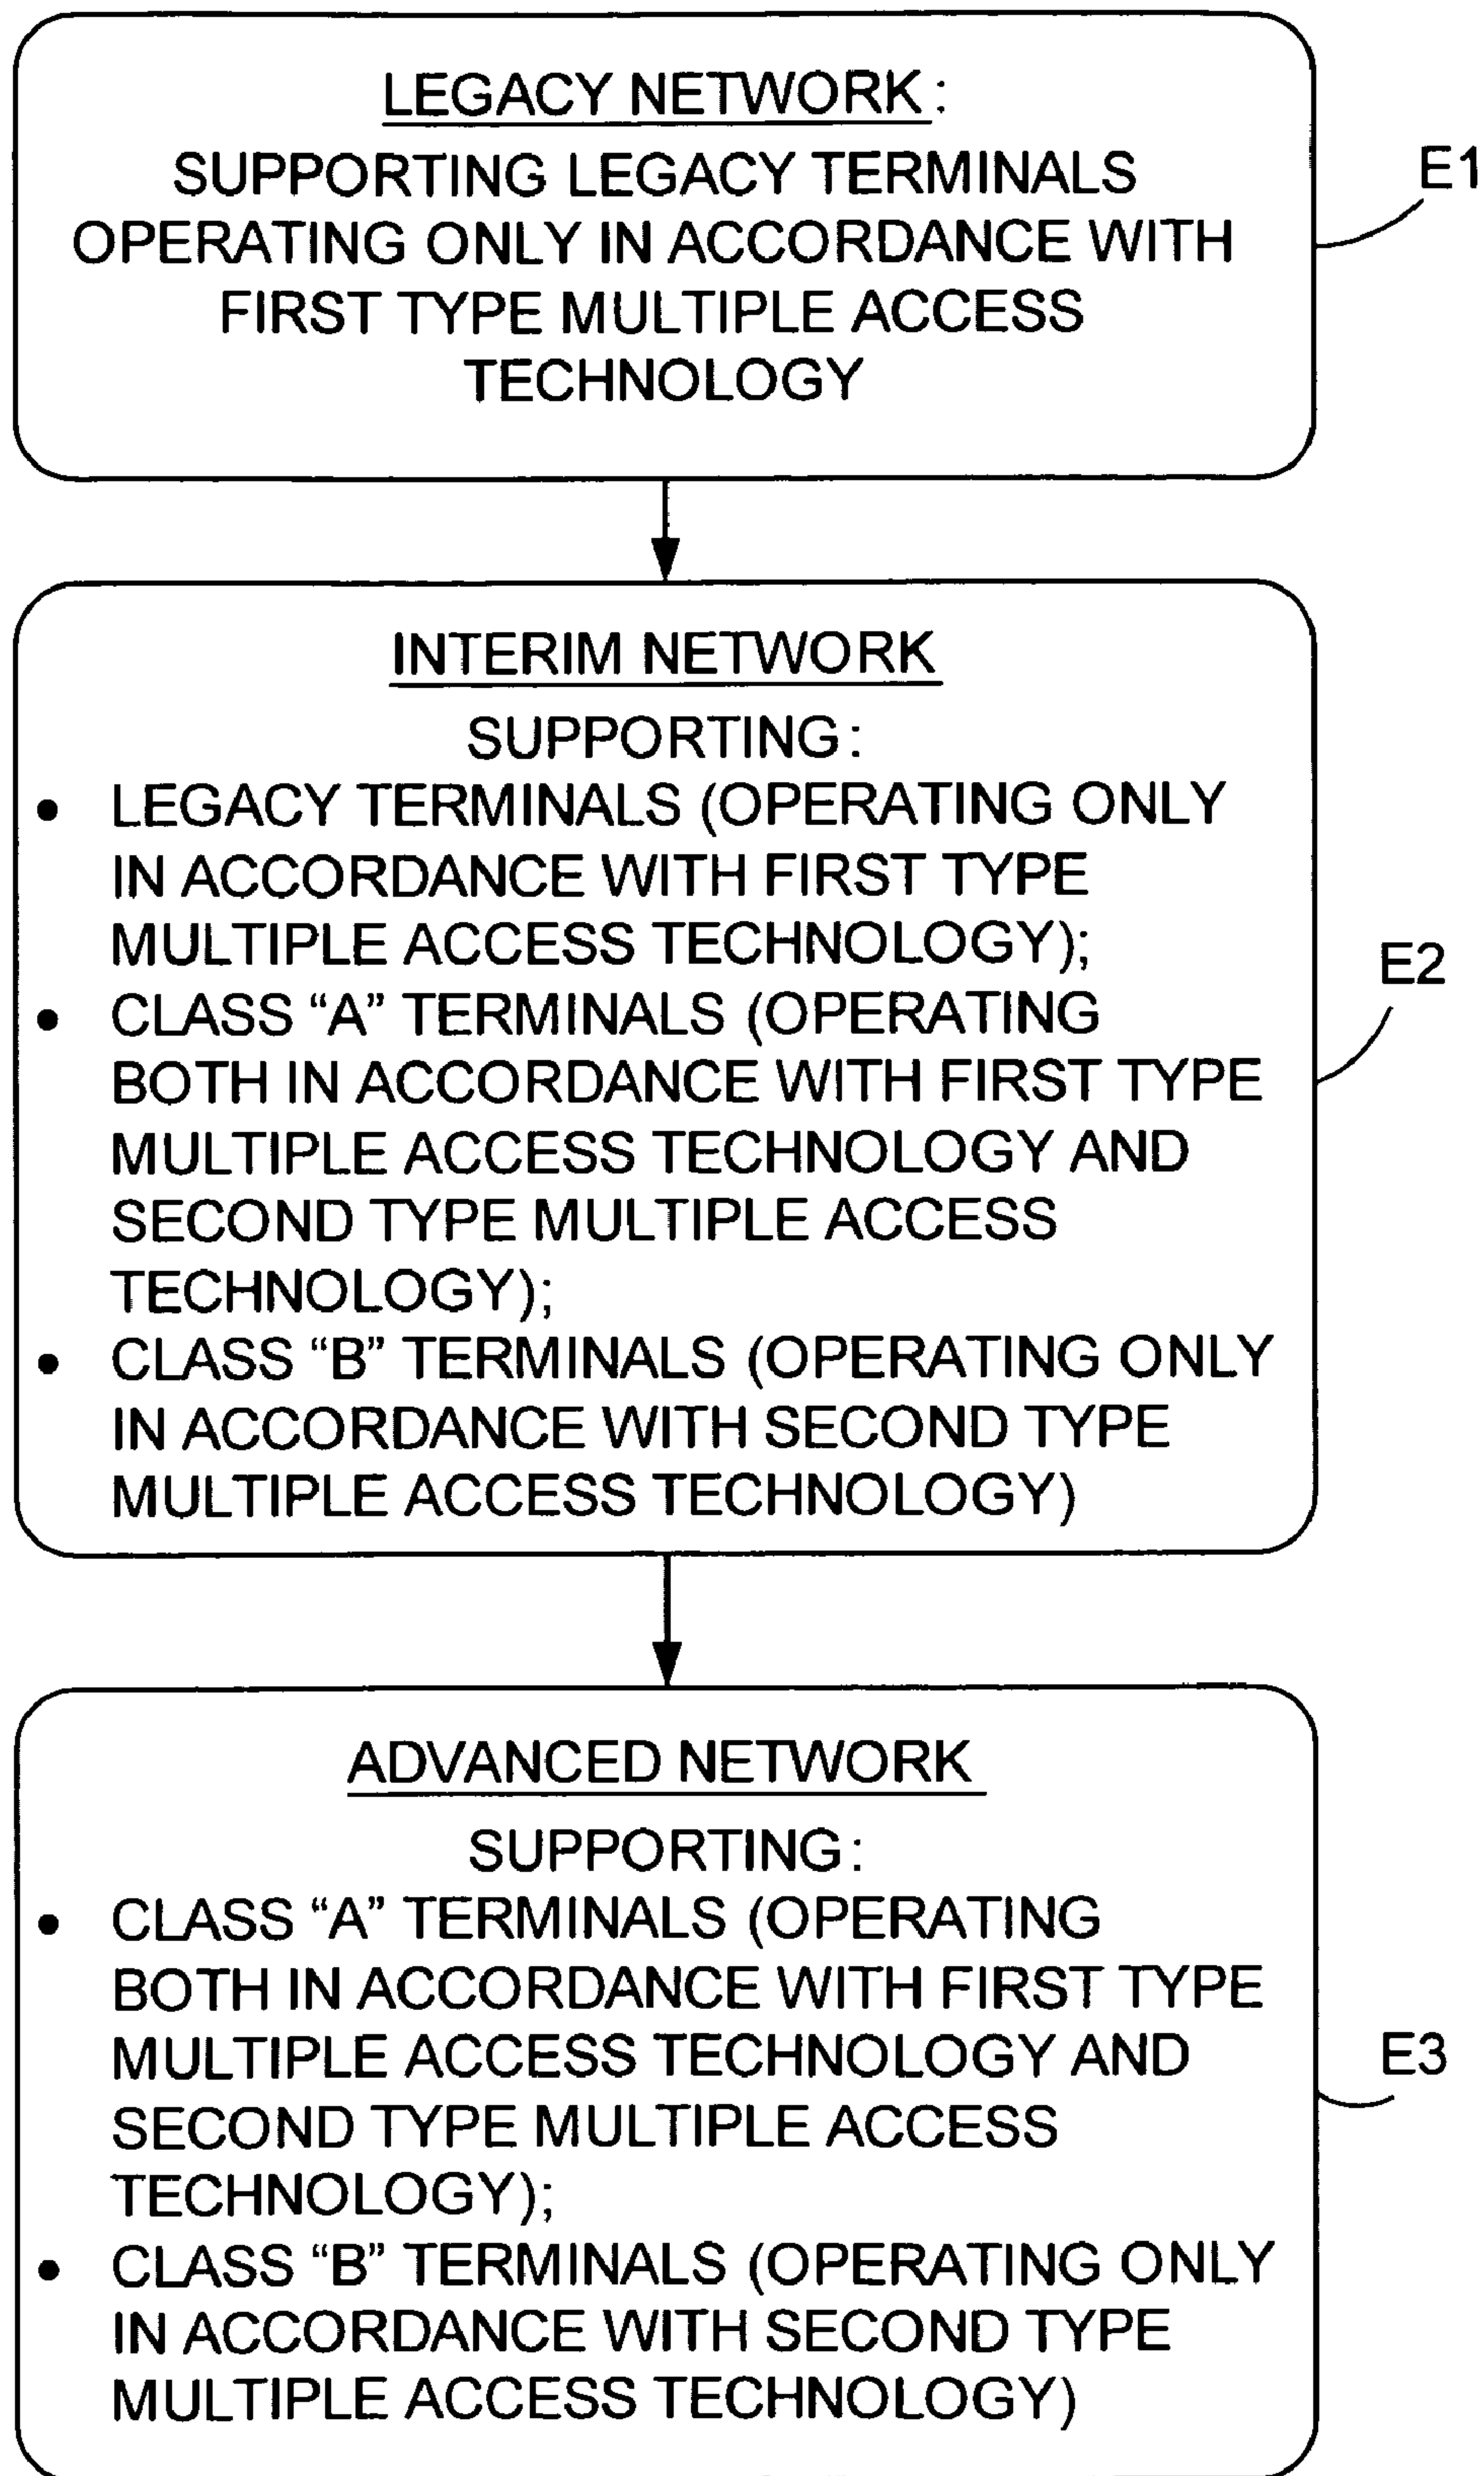 LEGACY NETWORK:
SUPPORTING LEGACY TERMINALS
OPERATING ONLY IN ACCORDANCE WITH
FIRST TYPE MULTIPLE ACCESS
TECHNOLOGY
E1
INTERIM NETWORK
SUPPORTING:
• LEGACY TERMINALS (OPERATING ONLY
IN ACCORDANCE WITH FIRST TYPE
MULTIPLE ACCESS TECHNOLOGY);
• CLASS “A” TERMINALS (OPERATING
BOTH IN ACCORDANCE WITH FIRST TYPE
MULTIPLE ACCESS TECHNOLOGY AND
SECOND TYPE MULTIPLE ACCESS
TECHNOLOGY);
• CLASS “B” TERMINALS (OPERATING ONLY
IN ACCORDANCE WITH SECOND TYPE
MULTIPLE ACCESS TECHNOLOGY)
E2
ADVANCED NETWORK
SUPPORTING:
• CLASS “A” TERMINALS (OPERATING
BOTH IN ACCORDANCE WITH FIRST TYPE
MULTIPLE ACCESS TECHNOLOGY AND
SECOND TYPE MULTIPLE ACCESS
TECHNOLOGY);
• CLASS “B” TERMINALS (OPERATING ONLY
IN ACCORDANCE WITH SECOND TYPE
MULTIPLE ACCESS TECHNOLOGY)
E3